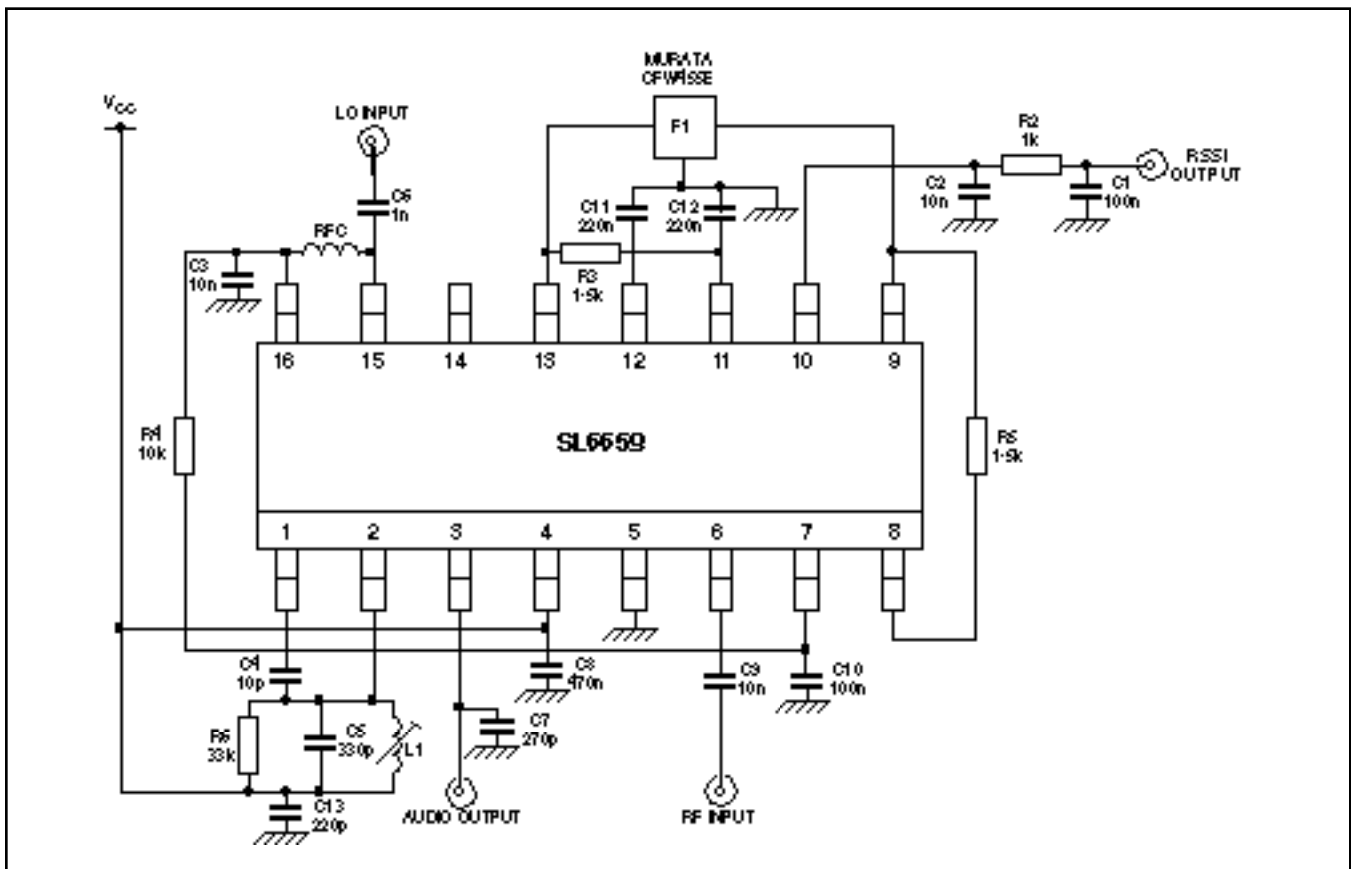 MURATA
CFW455E
VCC
LO INPUT
F1
R2
1k
RSSI
OUTPUT
C6
1n
C11
220n
C12
220n
C2
10n
C1
100n
RFC
C3
10n
R3
1·5k
16 15 14 13 12 11 10 9
R4
10k
SL6659
R5
1·5k
1 2 3 4 5 6 7 8
C4
10p
C8
470n
C9
10n
C10
100n
R6
33k
C5
330p
L1
C7
270p
C13
220p
AUDIO OUTPUT
RF INPUT